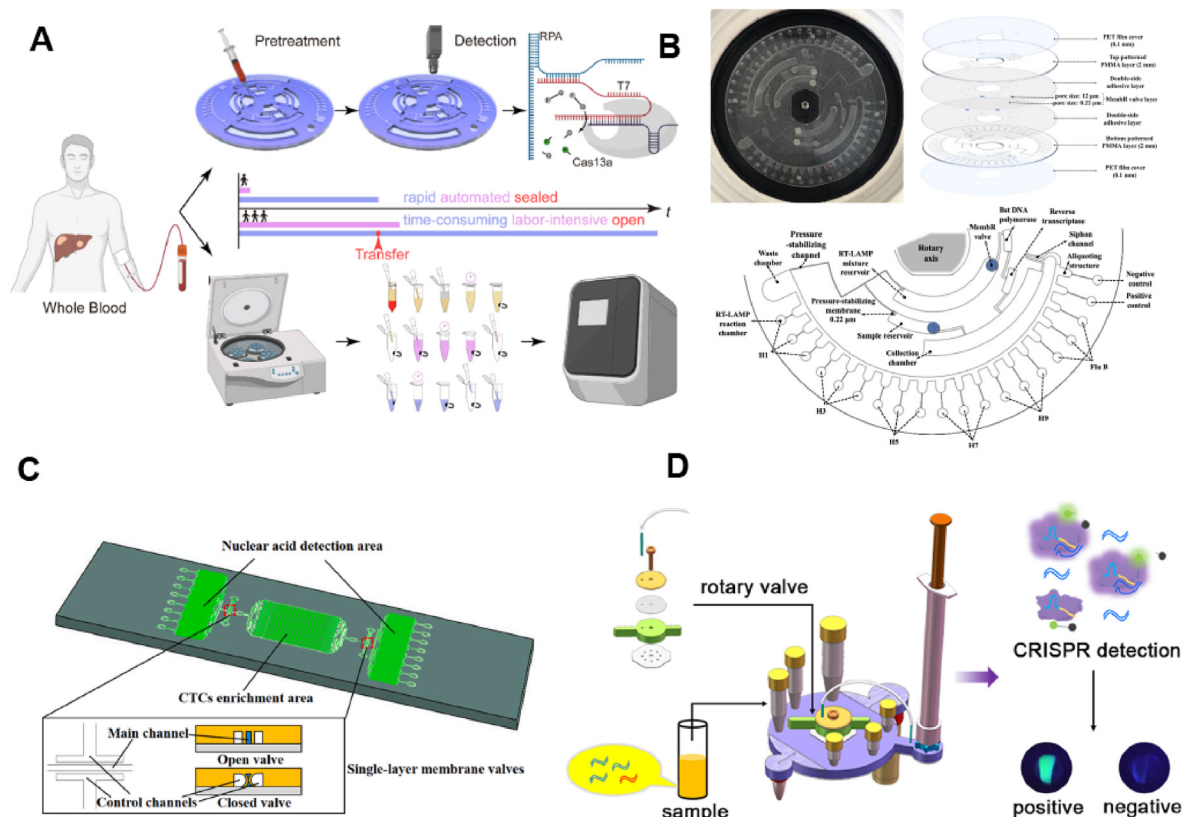 A
Pretreatment
Detection
RPA
T7
Cas13a
Whole Blood
rapid automated sealed
t
time-consuming labor-intensive open
Transfer
B
PET film cover
(0.1 mm)
Top patterned
PMMA layer (2 mm)
Double-side
adhesive layer
pore size: 12 μm
pore size: 0.22 μm
MembR valve layer
Double-side
adhesive layer
Bottom patterned
PMMA layer (2 mm)
PET film cover
(0.1 mm)
Waste
chamber
Pressure
-stabilizing
channel
RT-LAMP
mixture
reservoir
Rotary
axis
MembR
valve
Bst DNA
polymerase
Reverse
transcriptase
Siphon
channel
Aliquoting
structure
Negative
control
Positive
control
Pressure-stabilizing
membrane
0.22 μm
Sample reservoir
RT-LAMP
reaction
chamber
Collection
chamber
H1
H3
H5
H7
H9
Flu B
C
Nuclear acid detection area
CTCs enrichment area
Main channel
Open valve
Control channels
Closed valve
Single-layer membrane valves
D
rotary valve
sample
CRISPR detection
positive
negative